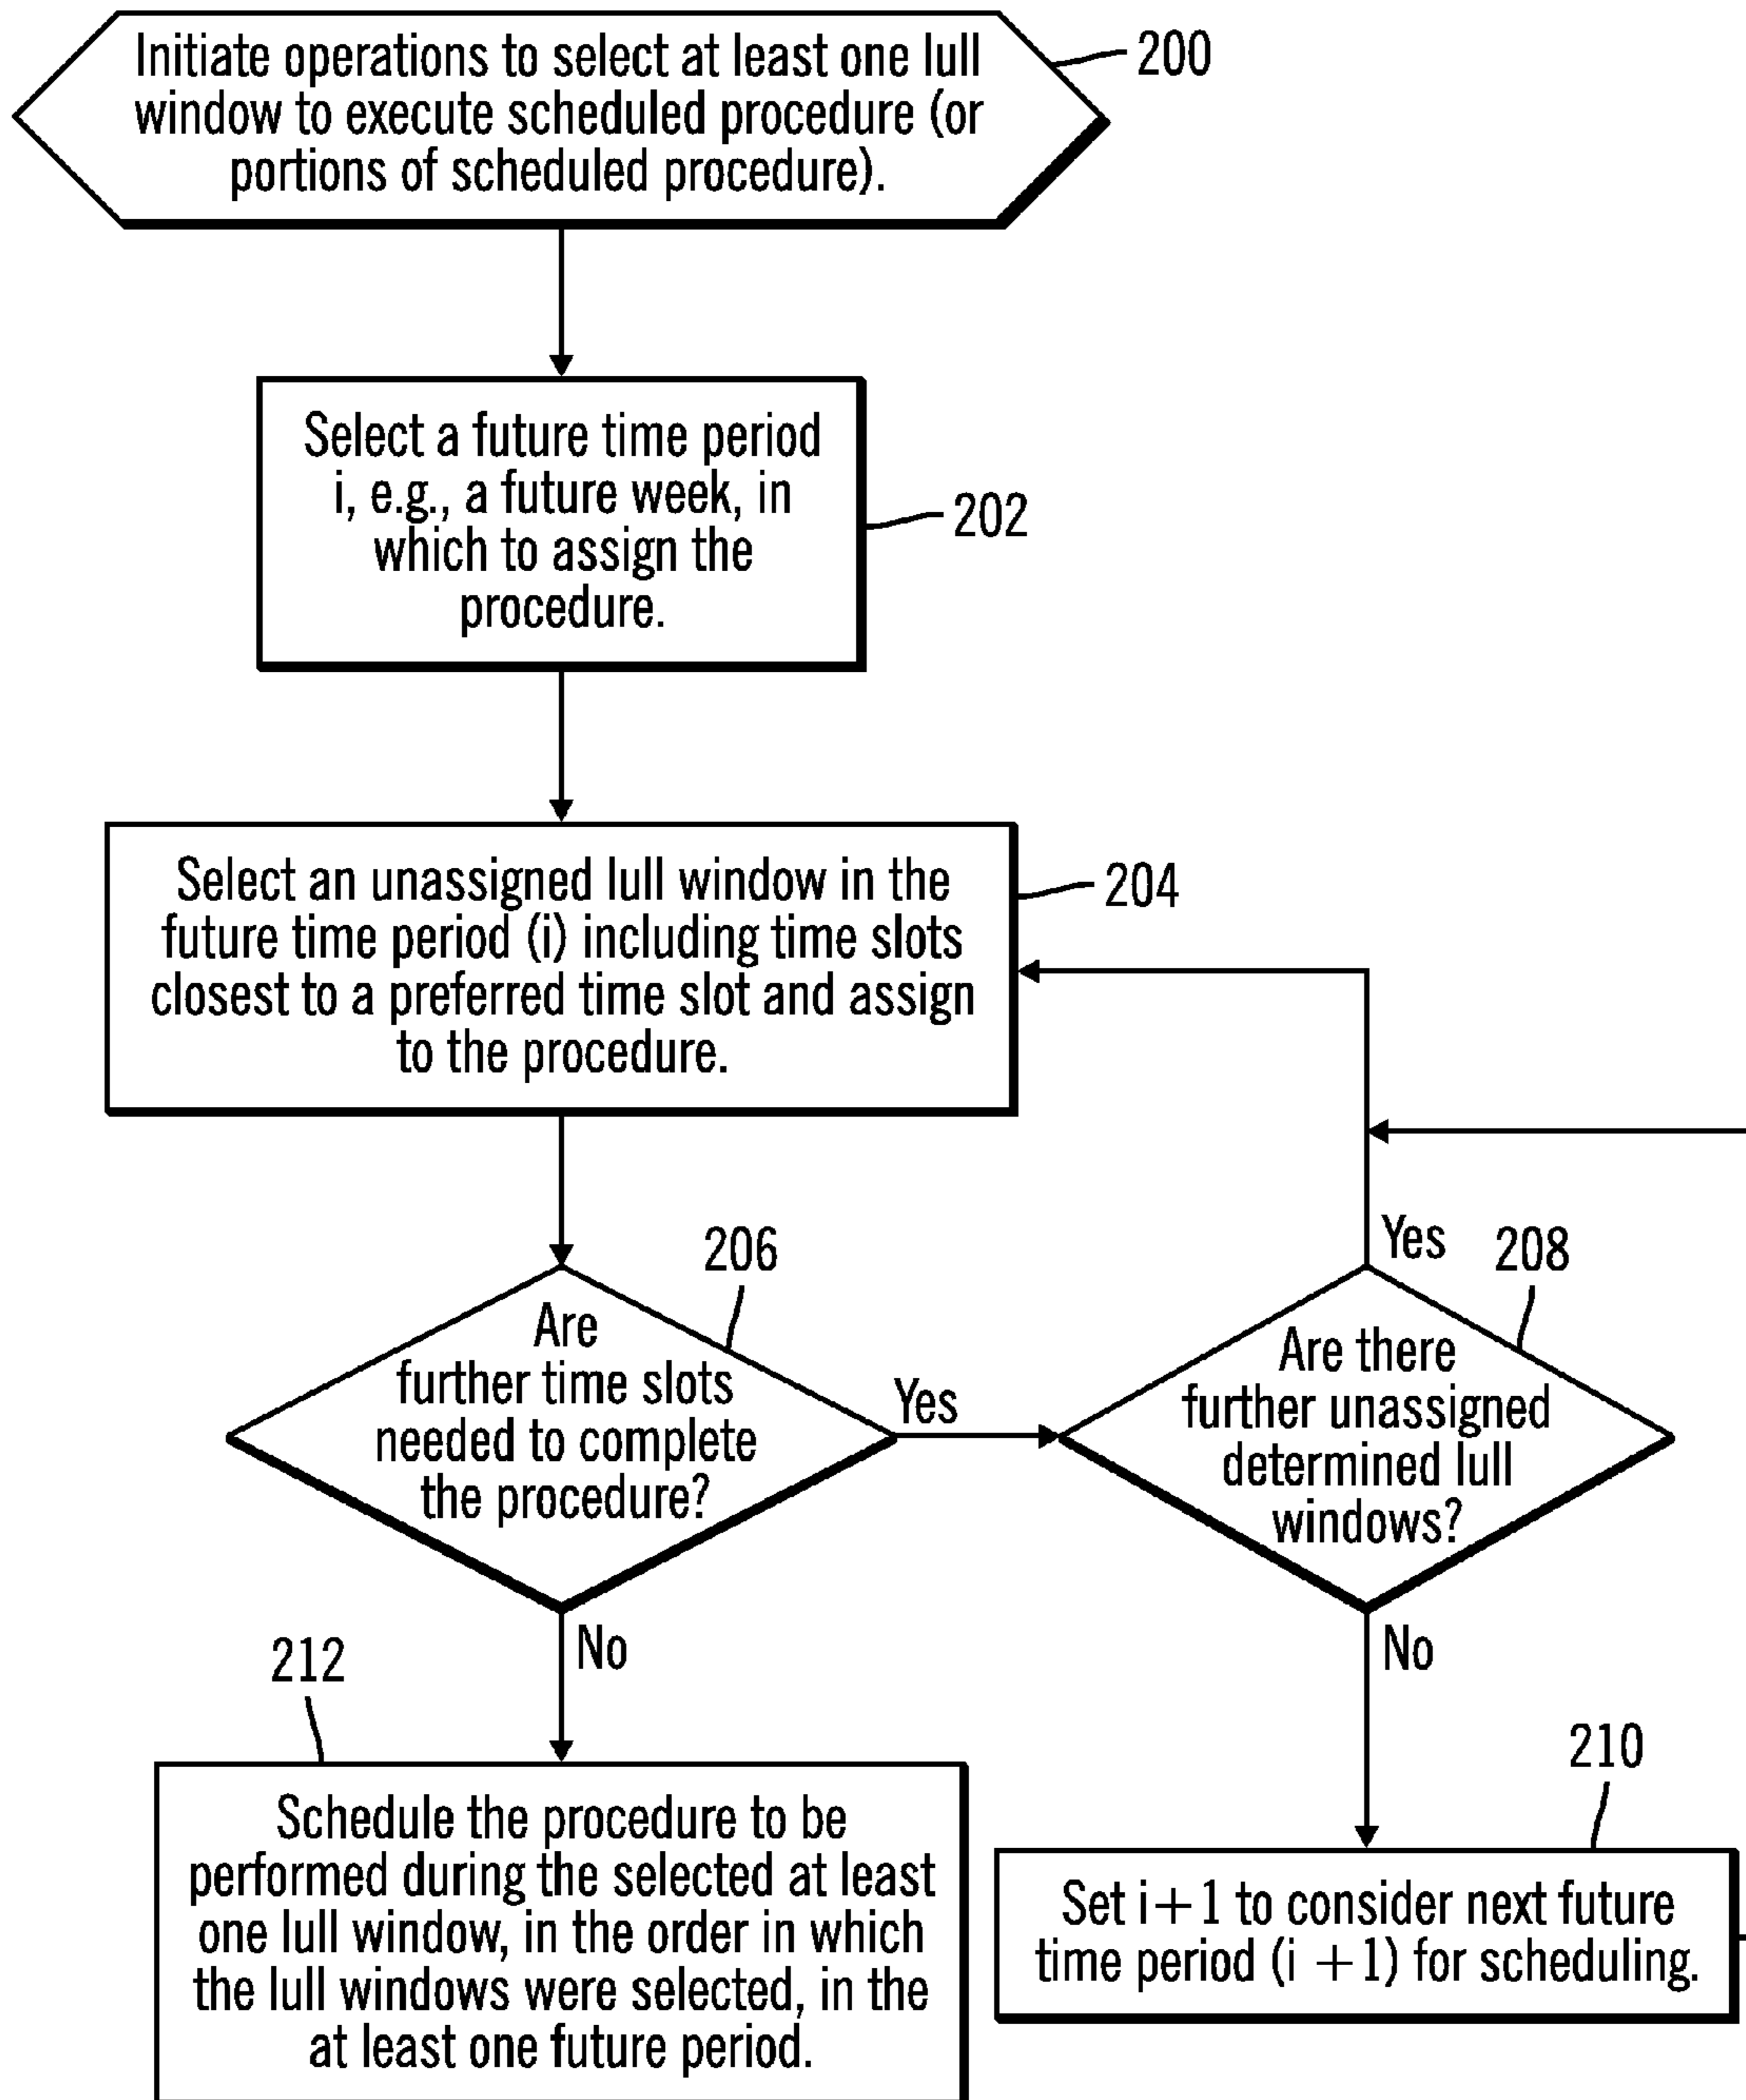 Initiate operations to select at least one lull
window to execute scheduled procedure (or
portions of scheduled procedure).
200
Select a future time period
i, e.g., a future week, in
which to assign the
procedure.
202
Select an unassigned lull window in the
future time period (i) including time slots
closest to a preferred time slot and assign
to the procedure.
204
206
Are
further time slots
needed to complete
the procedure?
Yes
No
208
Yes
Are there
further unassigned
determined lull
windows?
No
212
Schedule the procedure to be
performed during the selected at least
one lull window, in the order in which
the lull windows were selected, in the
at least one future period.
210
Set i+1 to consider next future
time period (i +1) for scheduling.